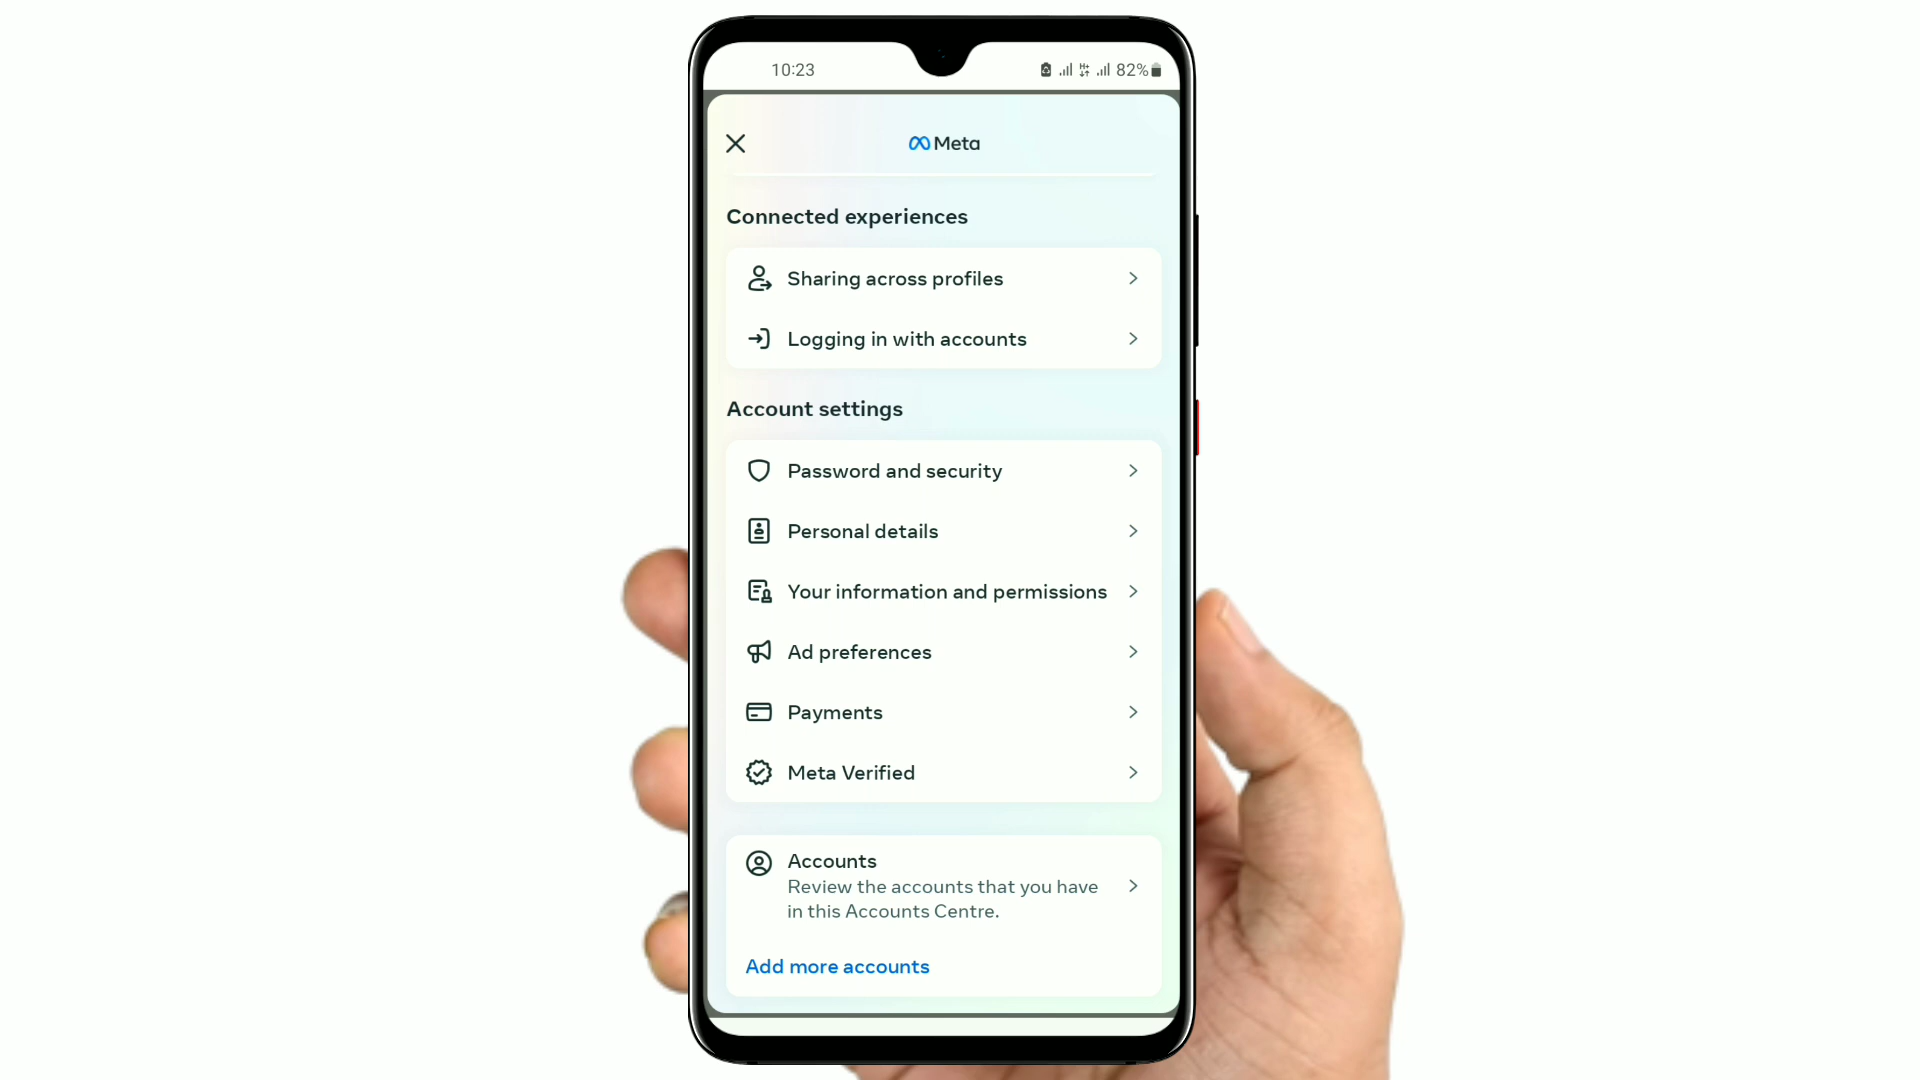 10:23
H+ 82%
Meta
Connected experiences
Sharing across profiles
Logging in with accounts
Account settings
Password and security
Personal details
Your information and permissions
Ad preferences
Payments
Meta Verified
Accounts
Review the accounts that you have
in this Accounts Centre.
Add more accounts